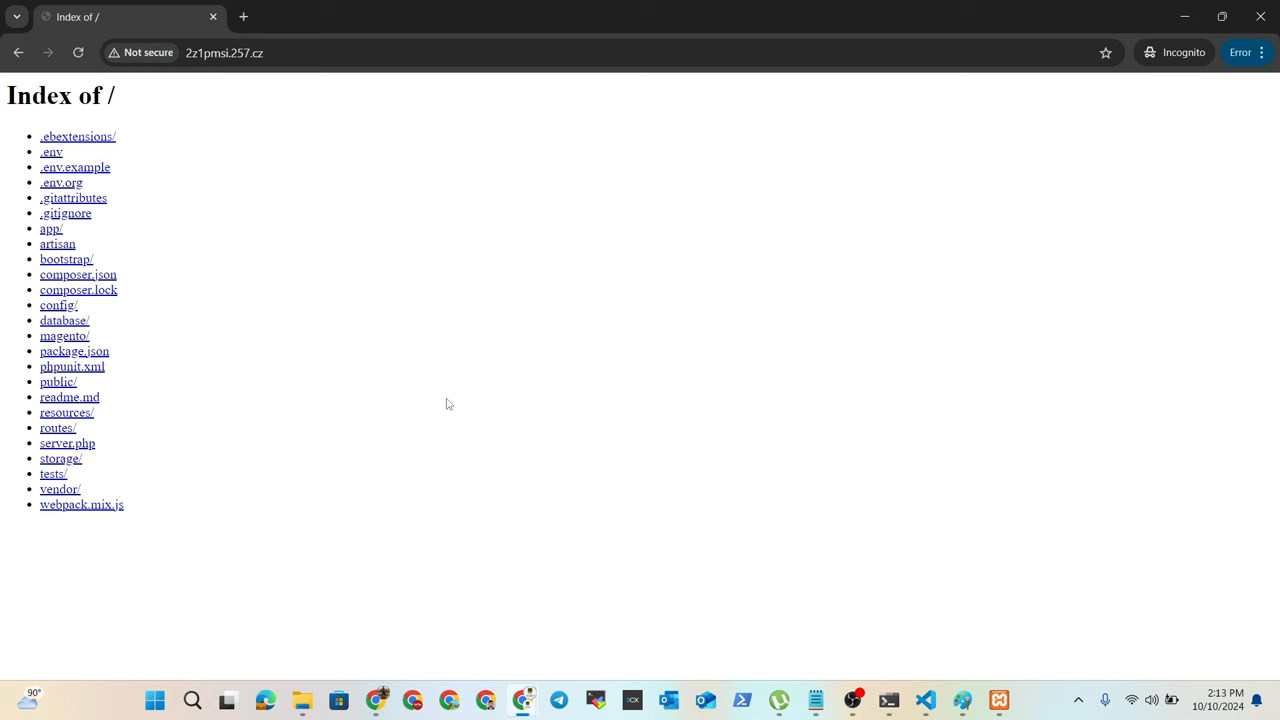 Index of /
Not secure
2z1pmsi.257.cz
Incognito
Error
Index of /
.ebextensions/
.env
.env.example
.env.org
.gitattributes
.gitignore
app/
artisan
bootstrap/
composer.json
composer.lock
config/
database/
magento/
package.json
phpunit.xml
public/
readme.md
resources/
routes/
server.php
storage/
tests/
vendor/
webpack.mix.js
90°
2:13 PM
10/10/2024